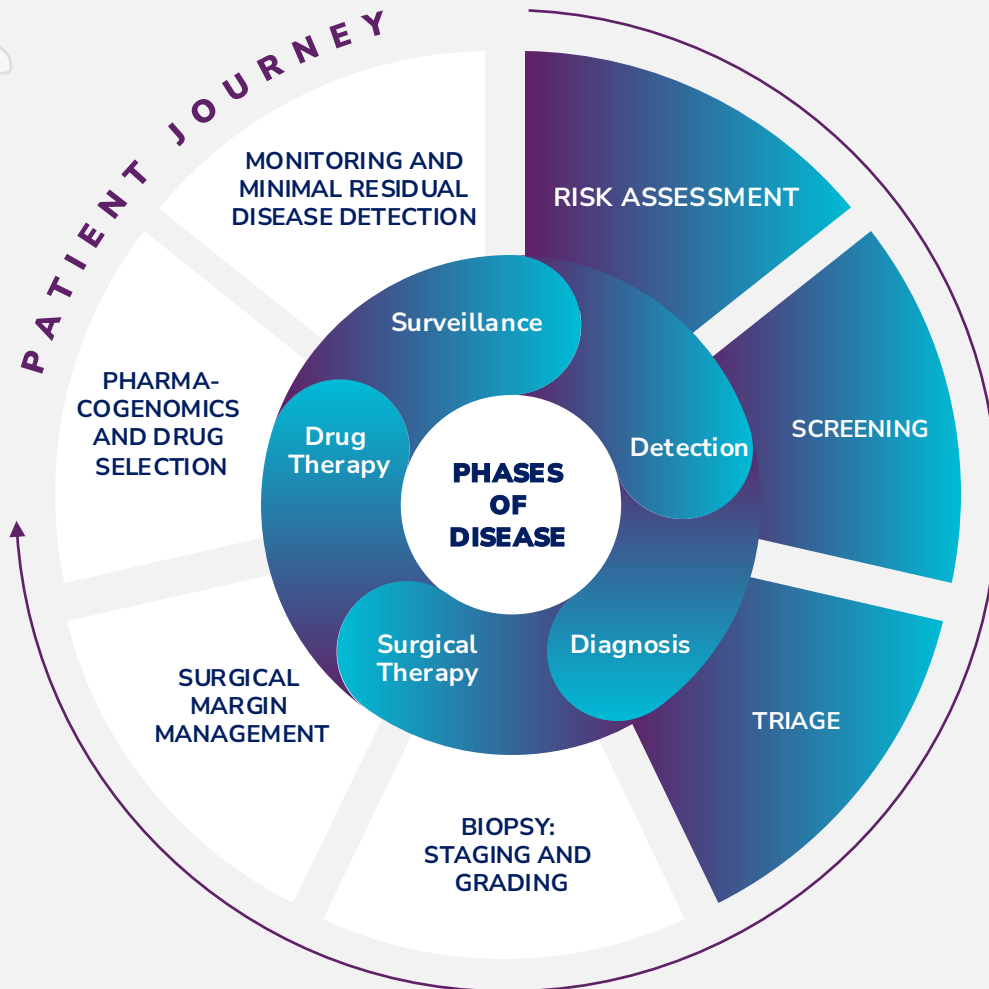 PATIENT JOURNEY
RISK ASSESSMENT
SCREENING
TRIAGE
BIOPSY:
STAGING AND
GRADING
SURGICAL
MARGIN
MANAGEMENT
PHARMA-
COGENOMICS
AND DRUG
SELECTION
MONITORING AND
MINIMAL RESIDUAL
DISEASE DETECTION
Surveillance
Detection
Diagnosis
Surgical
Therapy
Drug
Therapy
PHASES
OF
DISEASE